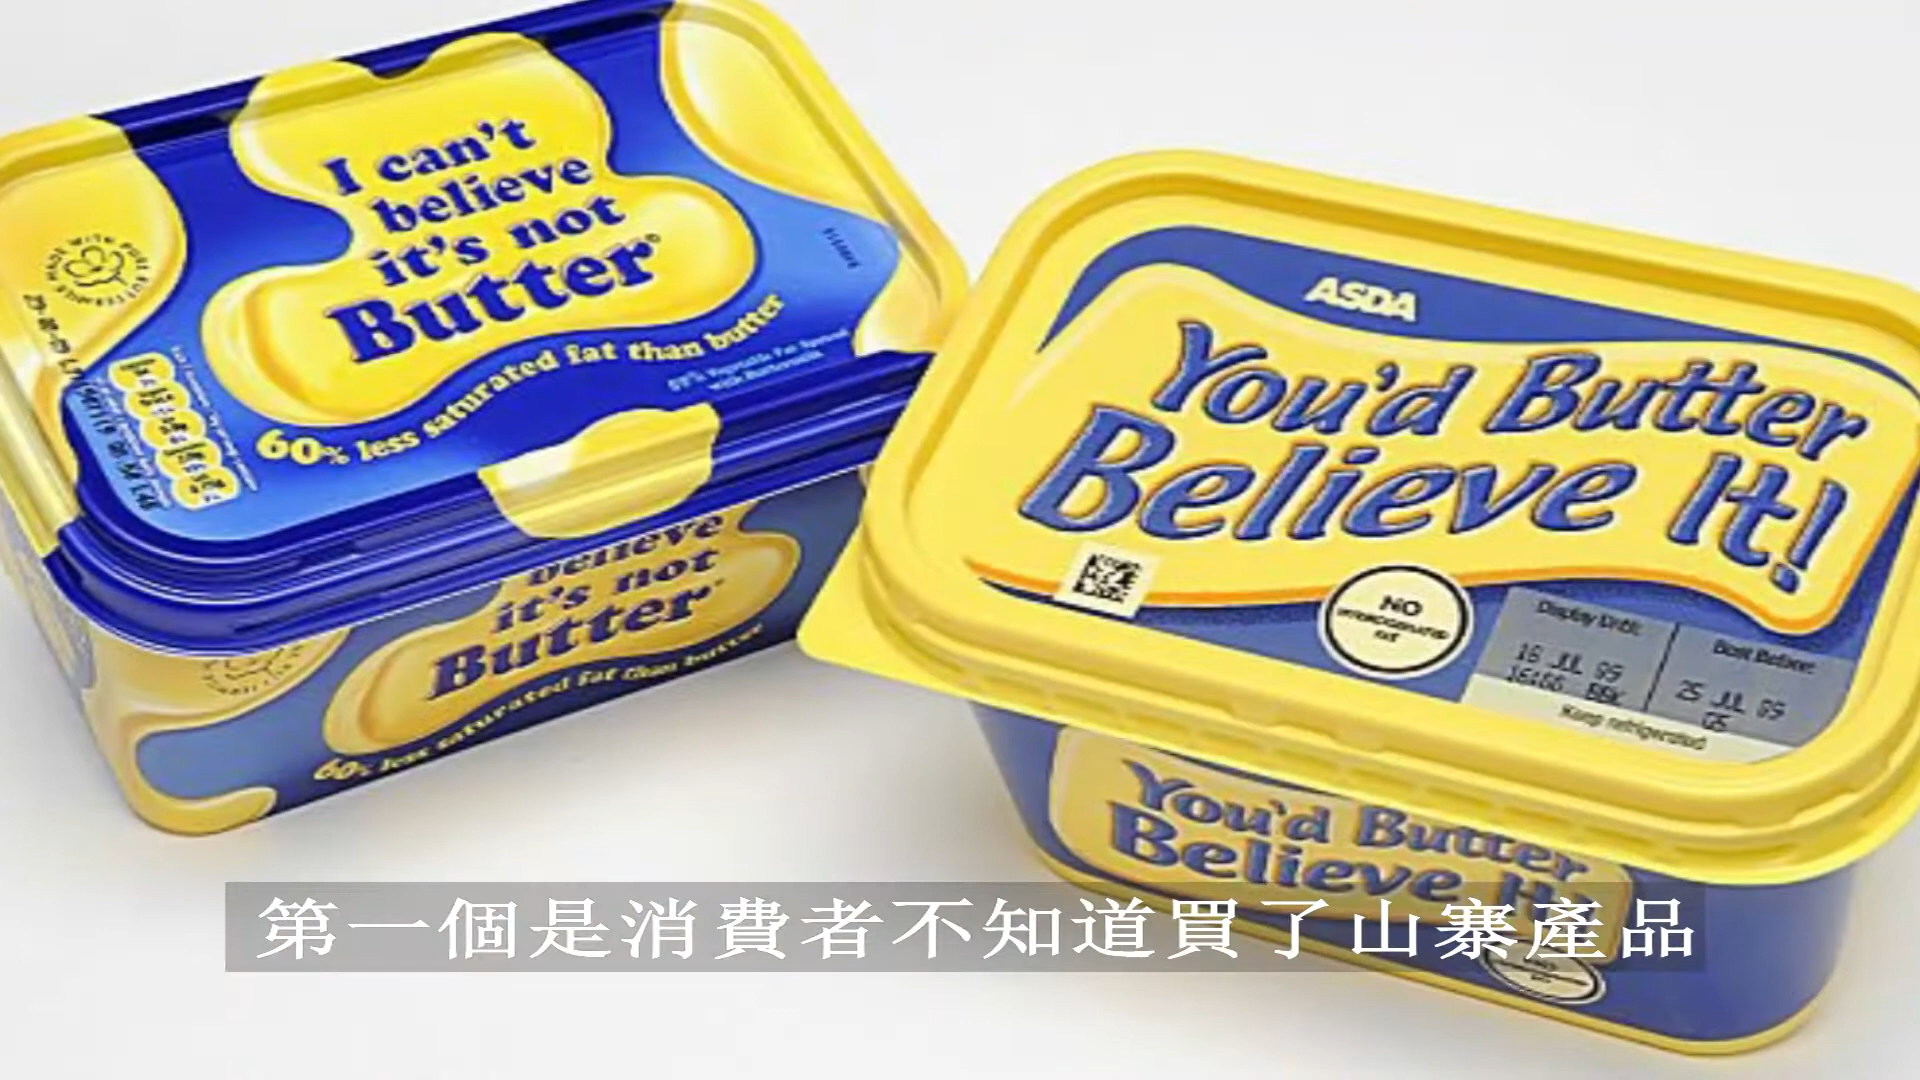 I can't
believe
it's not
Butter
60% less saturated fat than butter
ASDA
You'd Butter
Believe It!
NO
Display Until:
Best Before:
16 JUL 09
25 JUL 09
Keep refrigerated
believe
it's not
Butter
60% less saturated fat than butter
You'd Butter
Believe It!
第一個是消費者不知道買了山寨產品